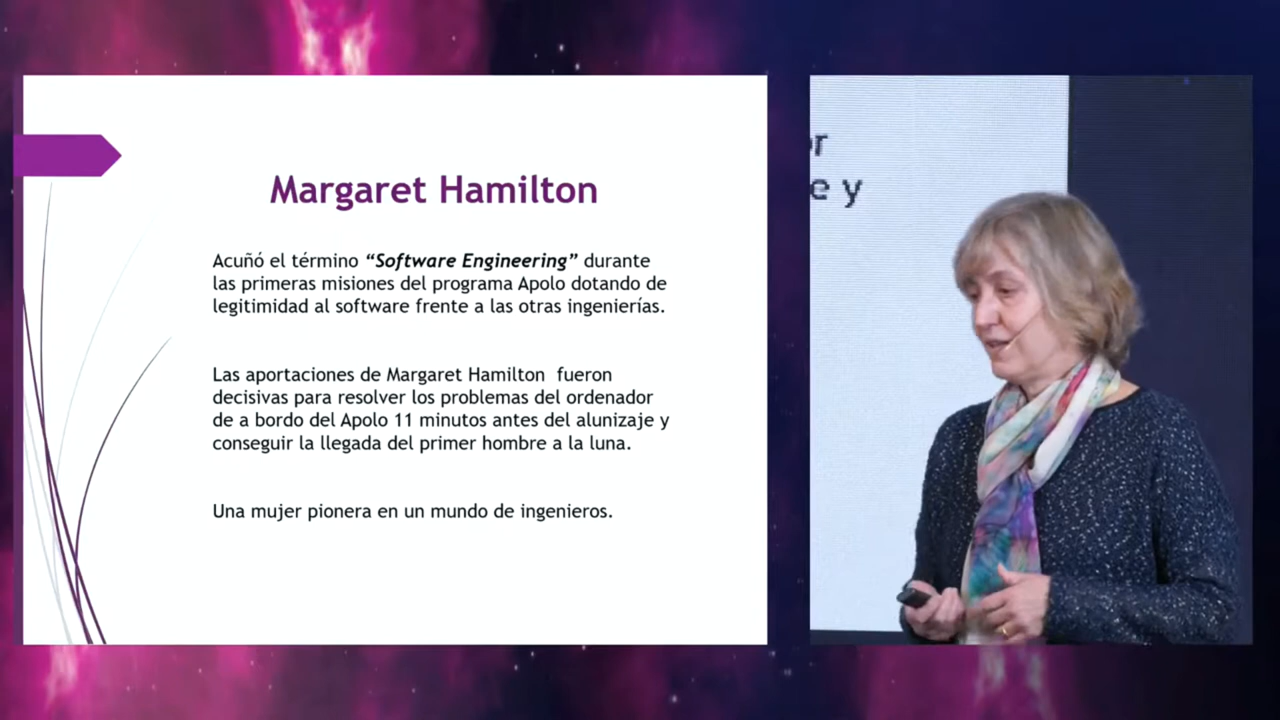 Margaret Hamilton
Acuñó el término “Software Engineering” durante
las primeras misiones del programa Apolo dotando de
legitimidad al software frente a las otras ingenierías.
Las aportaciones de Margaret Hamilton  fueron
decisivas para resolver los problemas del ordenador
de a bordo del Apolo 11 minutos antes del alunizaje y
conseguir la llegada del primer hombre a la luna.
Una mujer pionera en un mundo de ingenieros.
e y